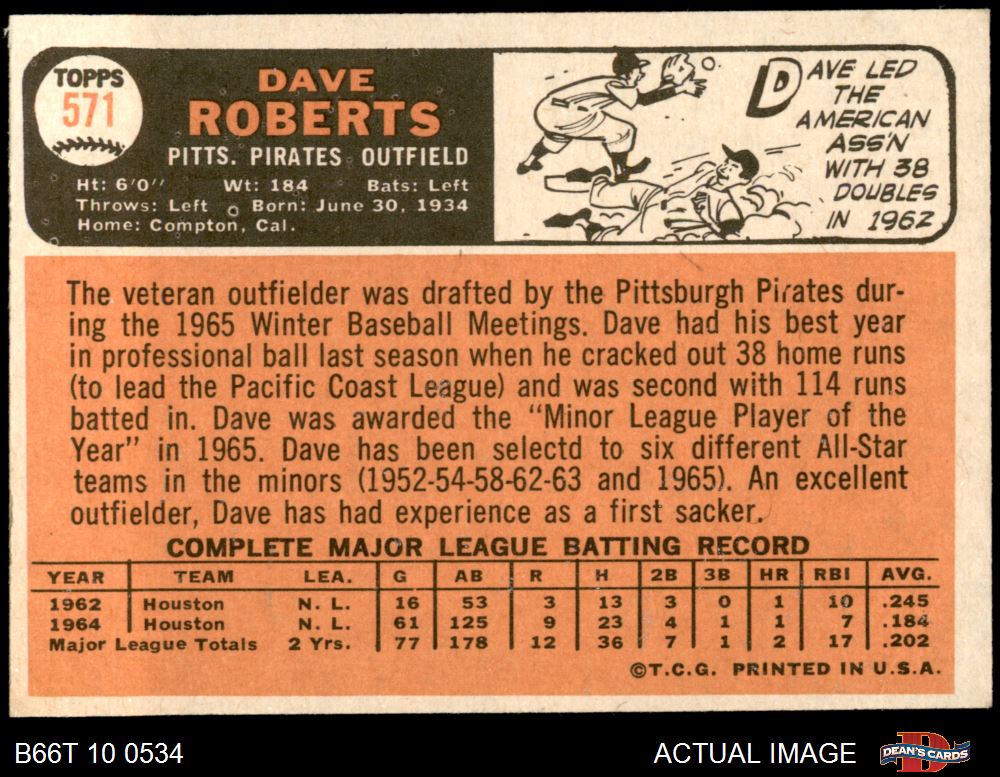 TOPPS
571
DAVE
ROBERTS
PITTS. PIRATES OUTFIELD
Ht: 6'0" Wt: 184 Bats: Left
Throws: Left Born: June 30, 1934
Home: Compton, Cal.
DAVE LED
THE
AMERICAN
ASS'N
WITH 38
DOUBLES
IN 1962
The veteran outfielder was drafted by the Pittsburgh Pirates dur-
ing the 1965 Winter Baseball Meetings. Dave had his best year
in professional ball last season when he cracked out 38 home runs
(to lead the Pacific Coast League) and was second with 114 runs
batted in. Dave was awarded the "Minor League Player of the
Year" in 1965. Dave has been selectd to six different All-Star
teams in the minors (1952-54-58-62-63 and 1965). An excellent
outfielder, Dave has had experience as a first sacker.
COMPLETE MAJOR LEAGUE BATTING RECORD
YEAR TEAM LEA. G AB R H 2B 3B HR RBI AVG.
1962 Houston N. L. 16 53 3 13 3 0 1 10 .245
1964 Houston N. L. 61 125 9 23 4 1 1 7 .184
Major League Totals 2 Yrs. 77 178 12 36 7 1 2 17 .202
©T.C.G. PRINTED IN U.S.A.
B66T 10 0534 ACTUAL IMAGE D DEAN'S CARDS